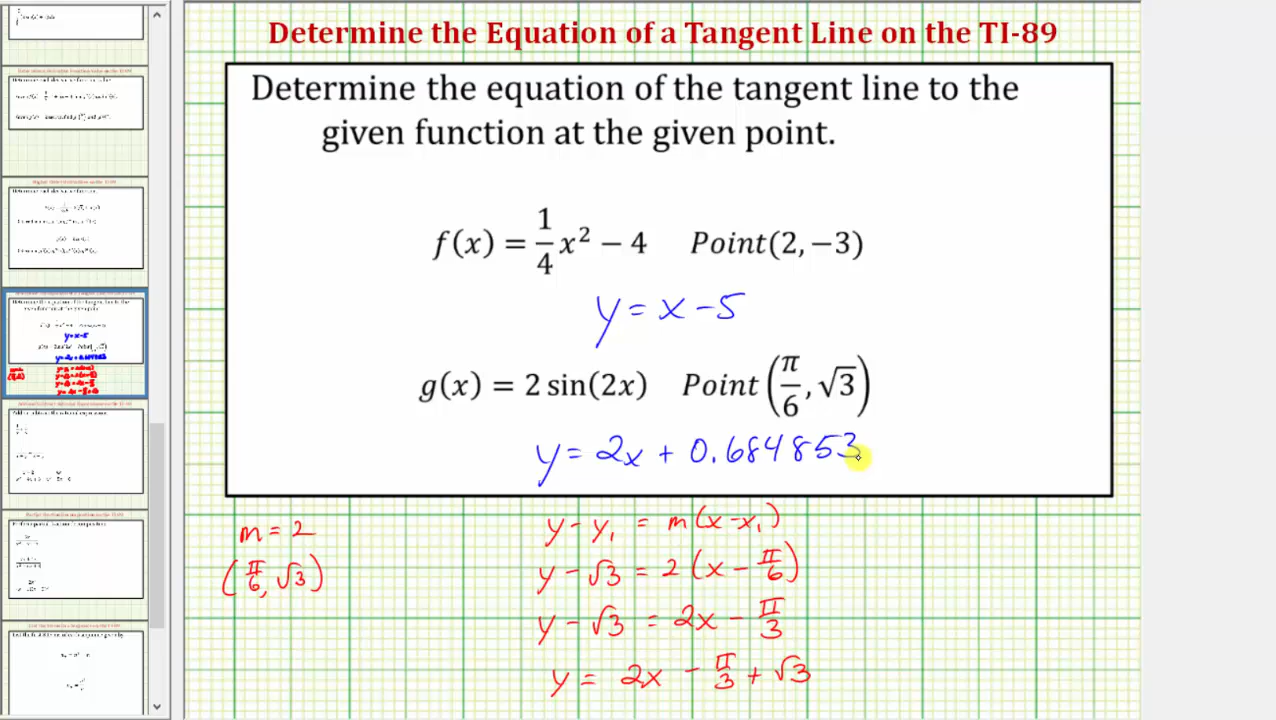 Determine the Equation of a Tangent Line on the TI-89
Determine the equation of the tangent line to the
given function at the given point.
f(x) = 1/4 x² − 4 Point(2, −3)
y = x − 5
g(x) = 2 sin(2x) Point (π/6, √3)
y = 2x + 0.684853
m = 2
(π/6, √3)
y − y₁ = m(x − x₁)
y − √3 = 2(x − π/6)
y − √3 = 2x − π/3
y = 2x − π/3 + √3